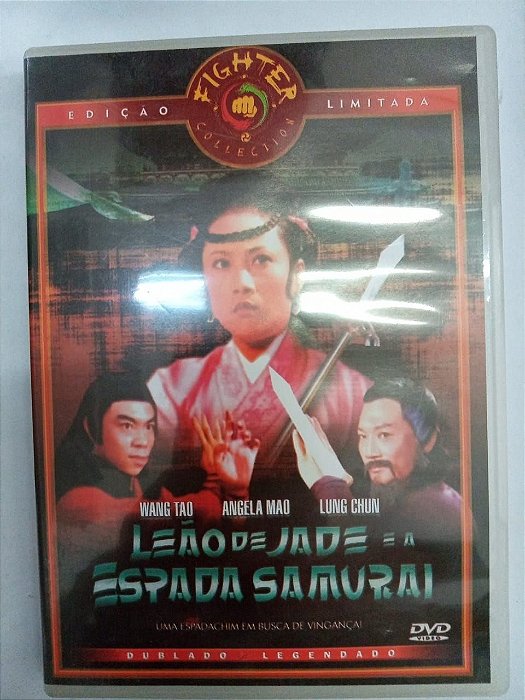 FIGHTER
COLLECTION
EDIÇÃO LIMITADA
WANG TAO ANGELA MAO LUNG CHUN
LEÃO DE JADE E A
ESPADA SAMURAI
UMA ESPADACHIM EM BUSCA DE VINGANÇA!
DVD
VIDEO
DUBLADO LEGENDADO